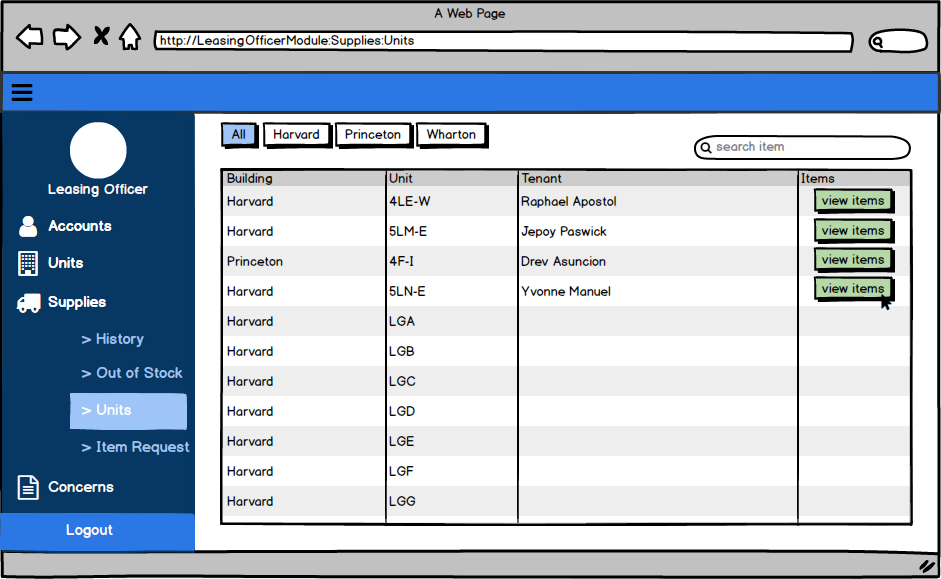 A Web Page
http://LeasingOfficerModule:Supplies:Units
All Harvard Princeton Wharton
search item
Leasing Officer
Accounts
Units
Supplies
> History
> Out of Stock
> Units
> Item Request
Concerns
Logout
Building Unit Tenant Items
Harvard 4LE-W Raphael Apostol view items
Harvard 5LM-E Jepoy Paswick view items
Princeton 4F-I Drev Asuncion view items
Harvard 5LN-E Yvonne Manuel view items
Harvard LGA
Harvard LGB
Harvard LGC
Harvard LGD
Harvard LGE
Harvard LGF
Harvard LGG